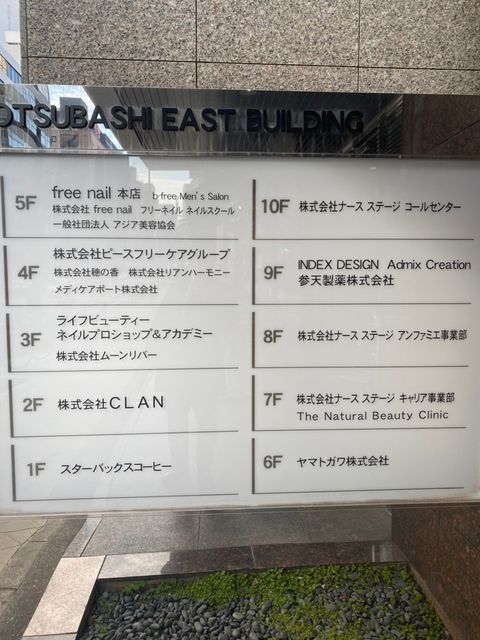 OTSUBASHI EAST BUILDING
5F
free nail 本店 b-free Men's Salon
株式会社 free nail フリーネイル ネイルスクール
一般社団法人 アジア美容協会
4F
株式会社ピースフリーケアグループ
株式会社穂の香 株式会社リアンハーモニー
メディケアポート株式会社
3F
ライフビューティー
ネイルプロショップ&アカデミー
株式会社ムーンリバー
2F 株式会社CLAN
1F スターバックスコーヒー
10F 株式会社ナース ステージ コールセンター
9F
INDEX DESIGN Admix Creation
参天製薬株式会社
8F 株式会社ナース ステージ アンファミエ事業部
7F
株式会社ナース ステージ キャリア事業部
The Natural Beauty Clinic
6F ヤマトガワ株式会社